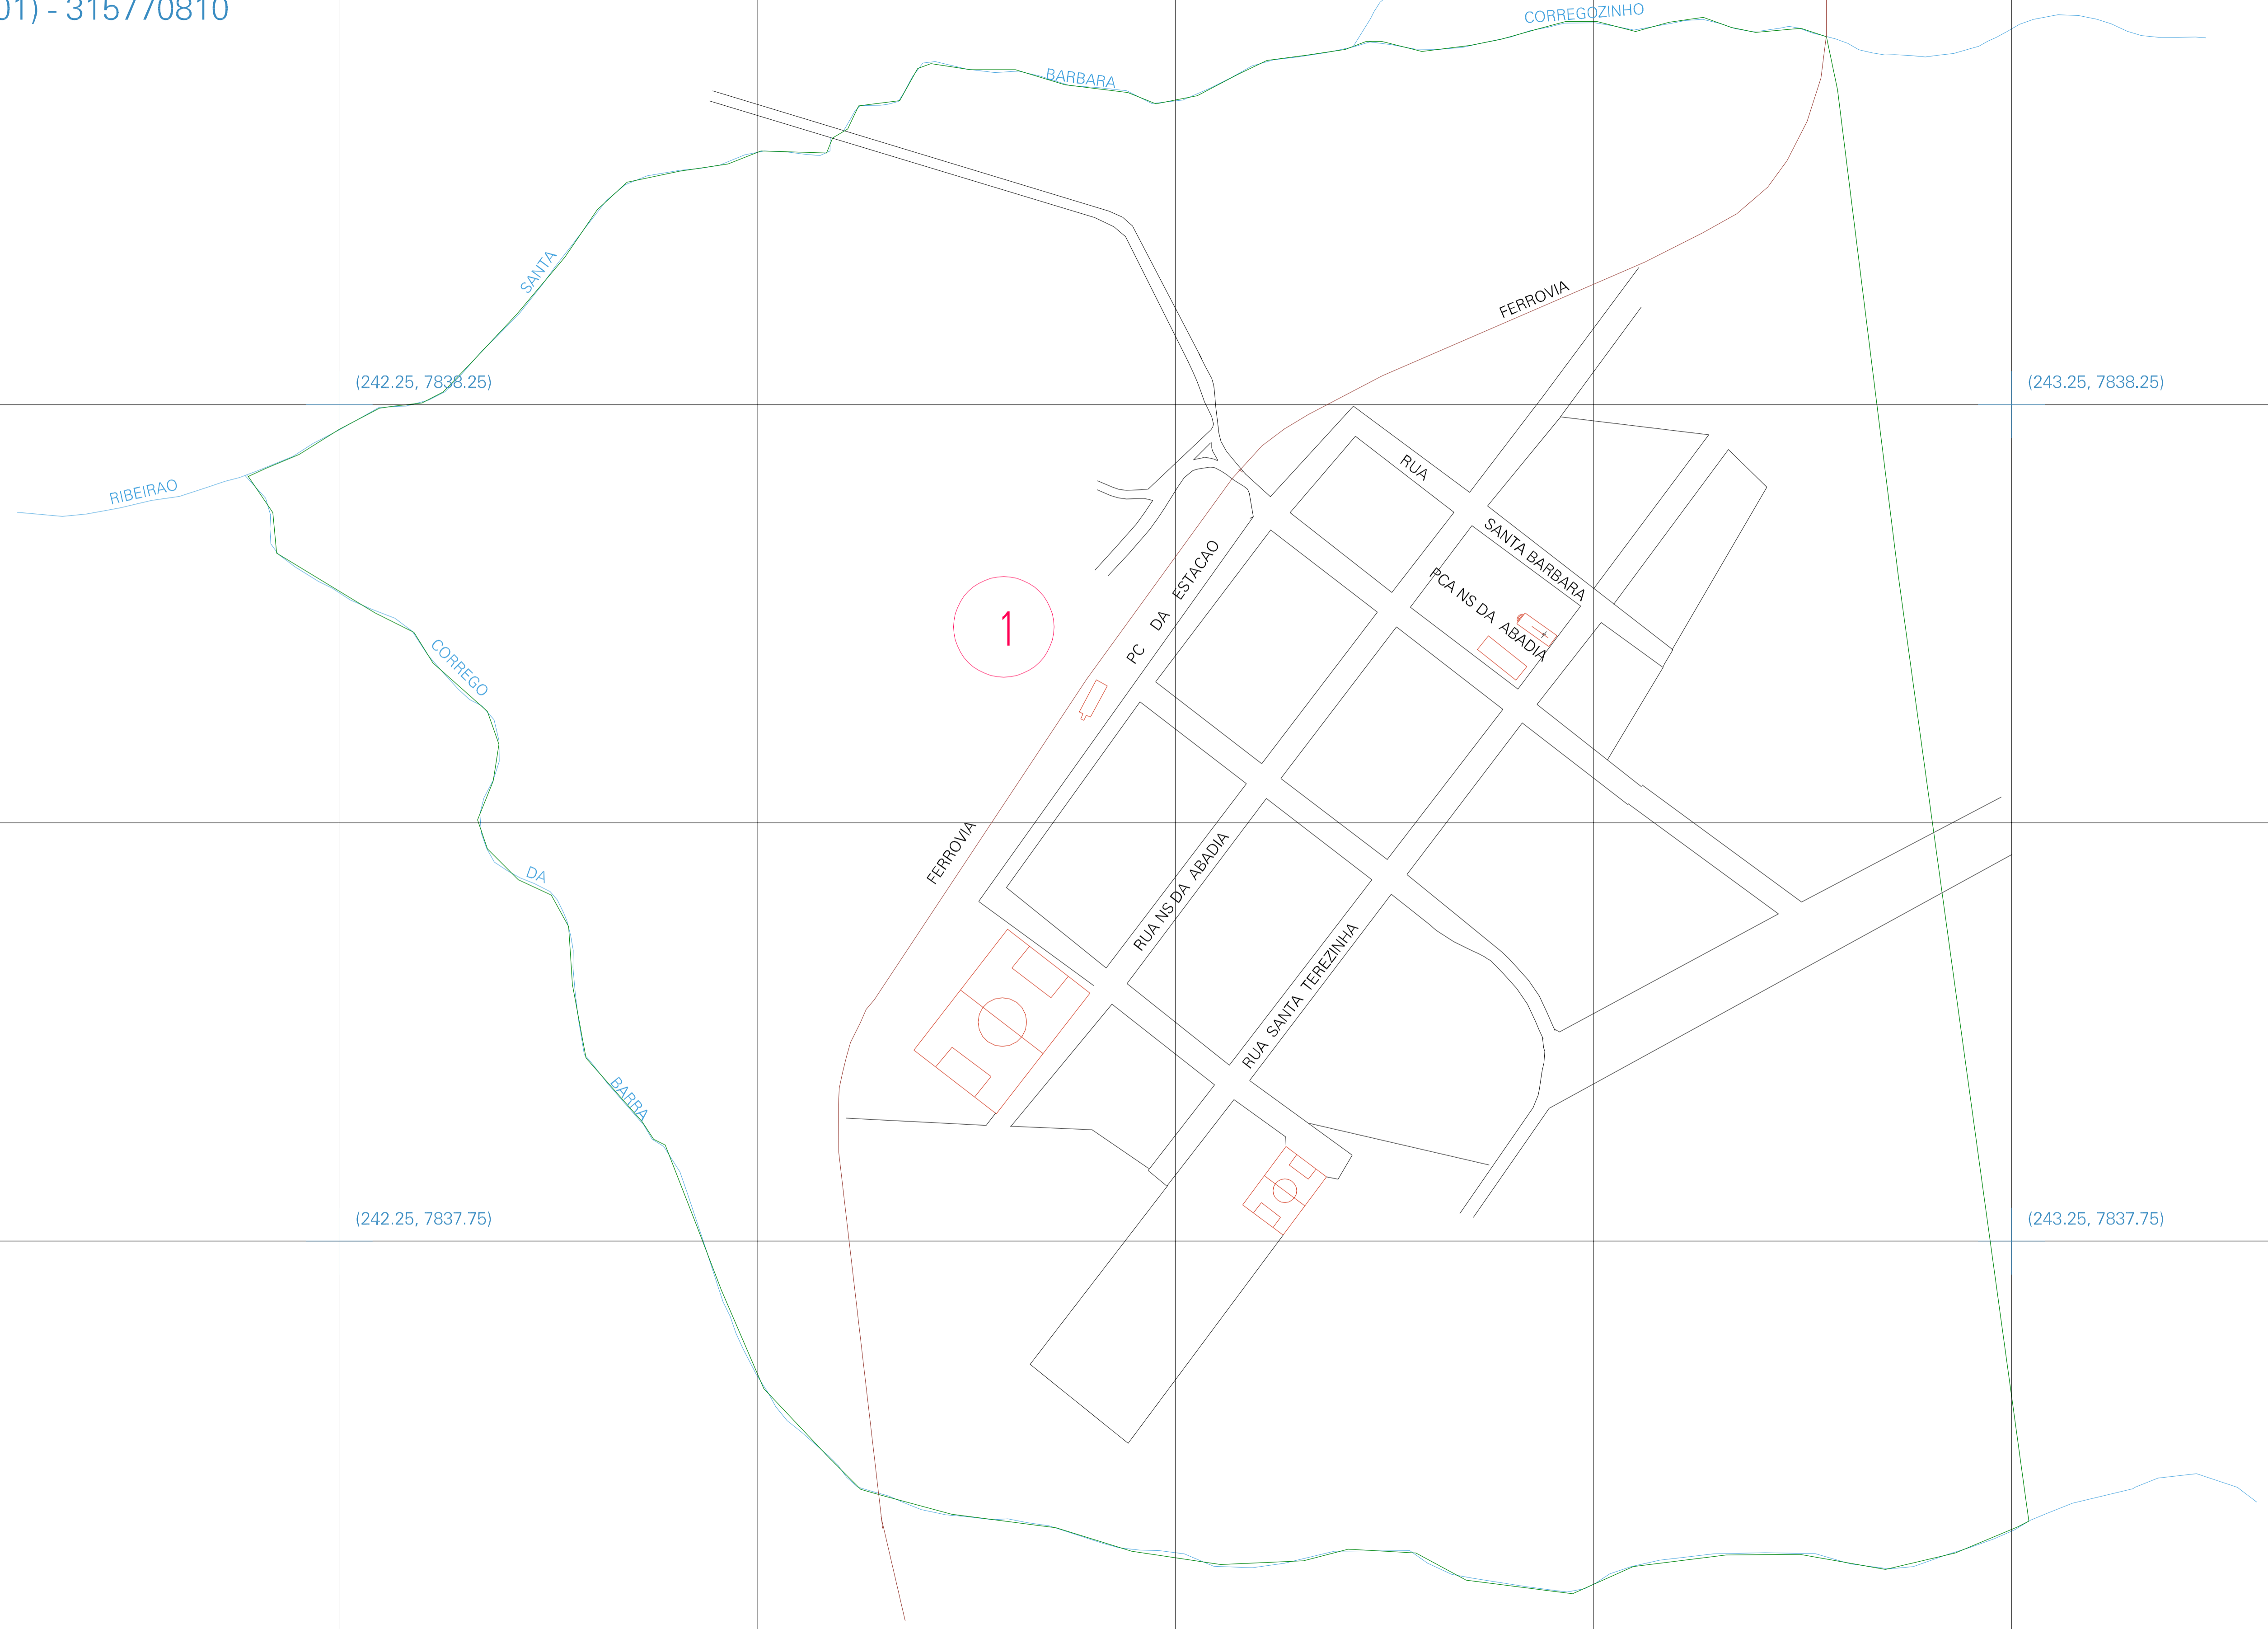 01) - 315770810
CORREGOZINHO
BARBARA
SANTA
FERROVIA
(242.25, 7838.25)
(243.25, 7838.25)
RIBEIRAO
RUA
SANTA BARBARA
PCA NS DA ABADIA
PC DA ESTACAO
1
CORREGO
FERROVIA
RUA NS DA ABADIA
DA
RUA SANTA TEREZINHA
BARRA
(242.25, 7837.75)
(243.25, 7837.75)